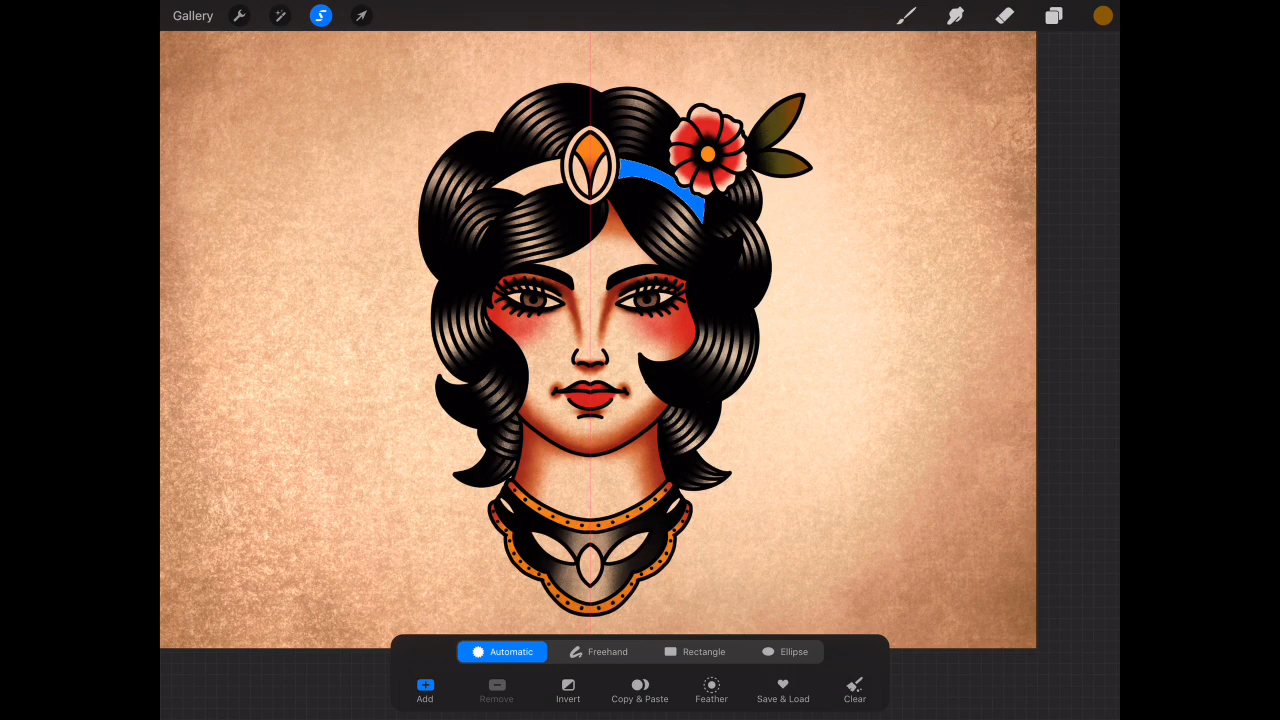 Gallery
Automatic Freehand Rectangle Ellipse
Add Remove Invert Copy & Paste Feather Save & Load Clear